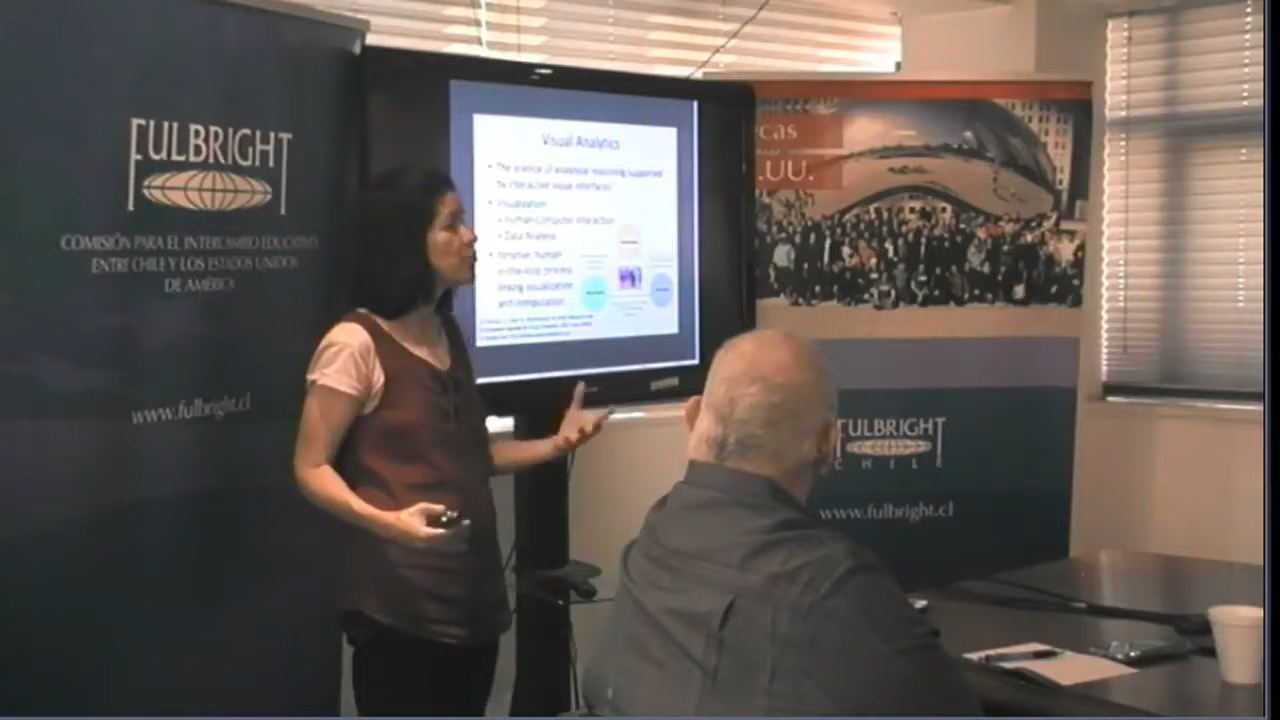 FULBRIGHT
COMISIÓN PARA EL INTERCAMBIO EDUCATIVO
ENTRE CHILE Y LOS ESTADOS UNIDOS
DE AMÉRICA
www.fulbright.cl
Visual Analytics
• The science of analytical reasoning supported
by interactive visual interfaces
• Visualization
• Human-Computer Interaction
• Data Analysis
• Iterative, human-
in-the-loop process
linking visualization
and computation
cas
.UU.
FULBRIGHT
CHILE
www.fulbright.cl